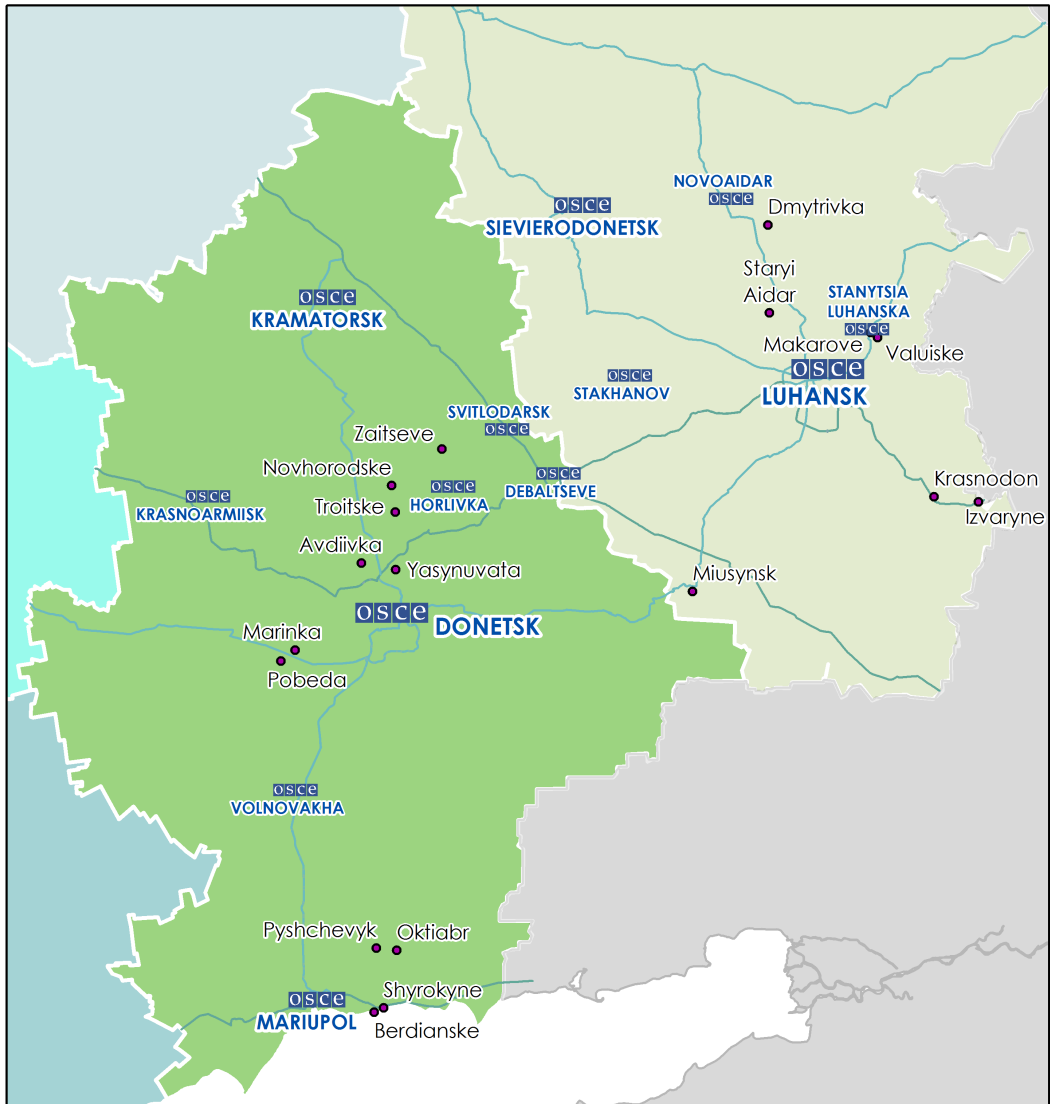 NOVOAIDAR
osce
Dmytrivka
osce
SIEVIERODONETSK
Staryi
Aidar
STANYTSIA
LUHANSKA
osce
osce
KRAMATORSK
Makarove
Valuiske
osce
LUHANSK
osce
STAKHANOV
SVITLODARSK
osce
Zaitseve
Novhorodske
osce
DEBALTSEVE
Krasnodon
osce
KRASNOARMIISK
osce
HORLIVKA
Troitske
Izvaryne
Avdiivka
Yasynuvata
Miusynsk
osce
DONETSK
Marinka
Pobeda
osce
VOLNOVAKHA
Pyshchevyk
Oktiabr
Shyrokyne
osce
MARIUPOL
Berdianske